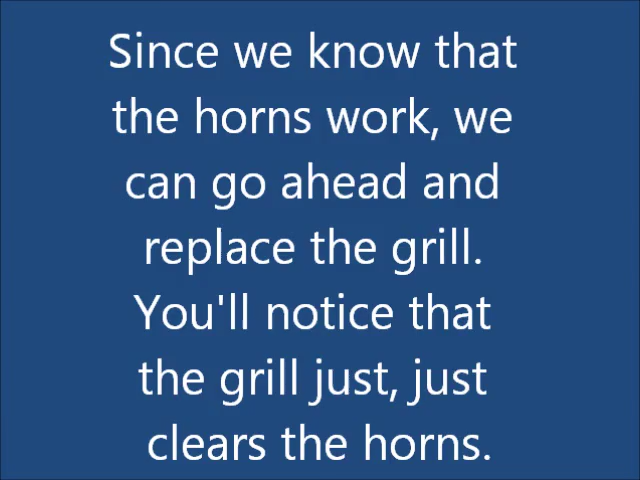 Since we know that
the horns work, we
can go ahead and
replace the grill.
You'll notice that
the grill just, just
clears the horns.